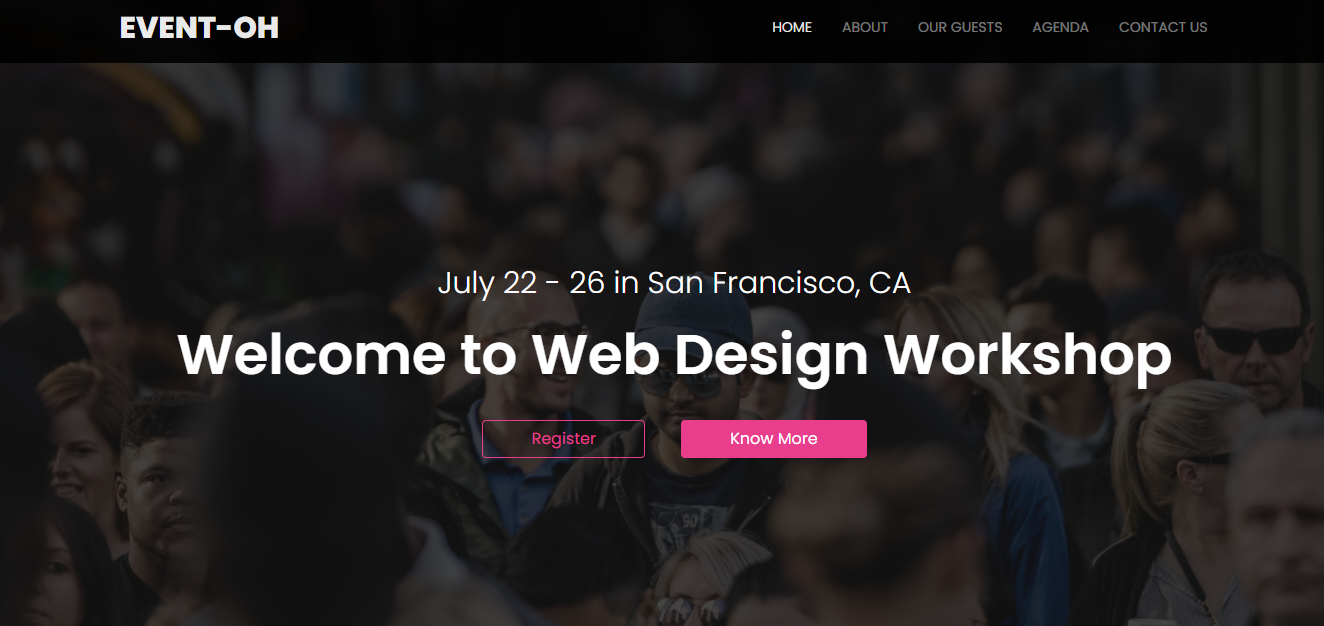 EVENT-OH
HOME ABOUT OUR GUESTS AGENDA CONTACT US
July 22 - 26 in San Francisco, CA
Welcome to Web Design Workshop
Register Know More
90